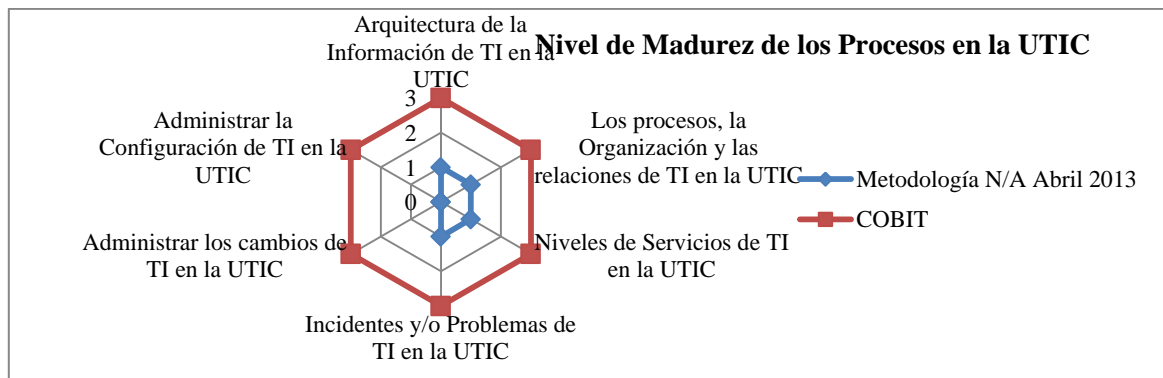 Nivel de Madurez de los Procesos en la UTIC
Arquitectura de la
Información de TI en la
UTIC
3
2
1
0
Los procesos, la
Organización y las
relaciones de TI en la UTIC
Niveles de Servicios de TI
en la UTIC
Incidentes y/o Problemas de
TI en la UTIC
Administrar los cambios de
TI en la UTIC
Administrar la
Configuración de TI en la
UTIC
Metodología N/A Abril 2013
COBIT